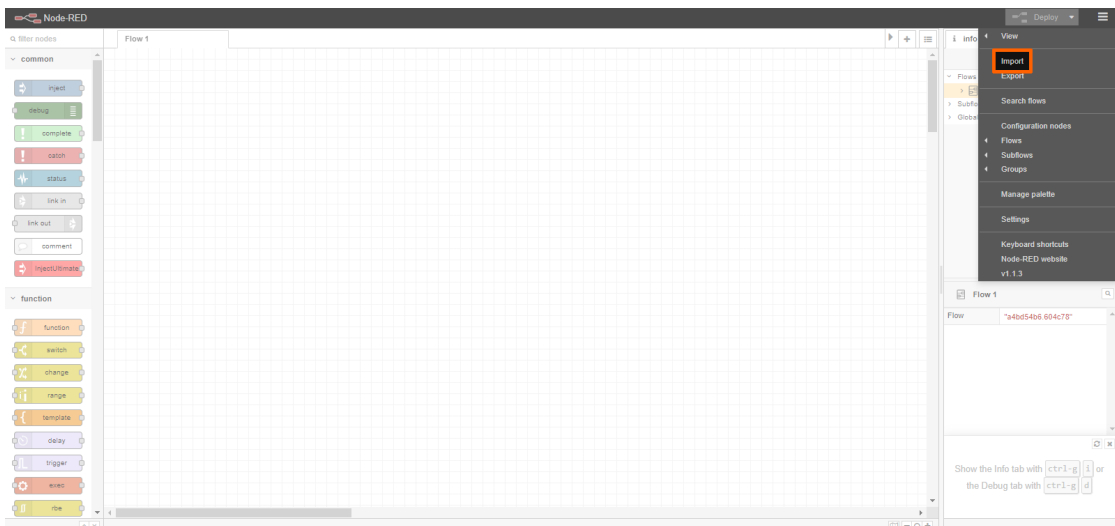 Node-RED
Deploy
filter nodes
Flow 1
info
View
common
Import
Export
Flows
inject
debug
Search flows
Subflo
Global
complete
Configuration nodes
Flows
catch
Subflows
status
Groups
link in
Manage palette
link out
Settings
comment
Keyboard shortcuts
InjectUltimate
Node-RED website
v1.1.3
function
Flow 1
Flow
"a4bd54b6.604c78"
function
switch
change
range
template
delay
trigger
Show the Info tab with ctrl-g i or
the Debug tab with ctrl-g d
exec
rbe